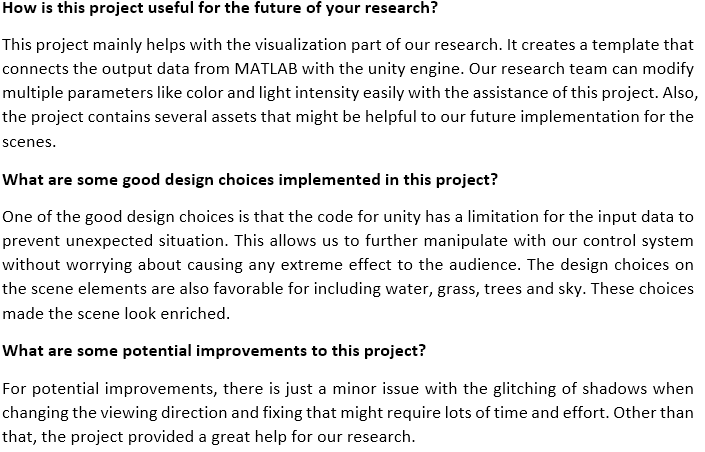 How is this project useful for the future of your research?
This project mainly helps with the visualization part of our research. It creates a template that
connects the output data from MATLAB with the unity engine. Our research team can modify
multiple parameters like color and light intensity easily with the assistance of this project. Also,
the project contains several assets that might be helpful to our future implementation for the
scenes.
What are some good design choices implemented in this project?
One of the good design choices is that the code for unity has a limitation for the input data to
prevent unexpected situation. This allows us to further manipulate with our control system
without worrying about causing any extreme effect to the audience. The design choices on
the scene elements are also favorable for including water, grass, trees and sky. These choices
made the scene look enriched.
What are some potential improvements to this project?
For potential improvements, there is just a minor issue with the glitching of shadows when
changing the viewing direction and fixing that might require lots of time and effort. Other than
that, the project provided a great help for our research.